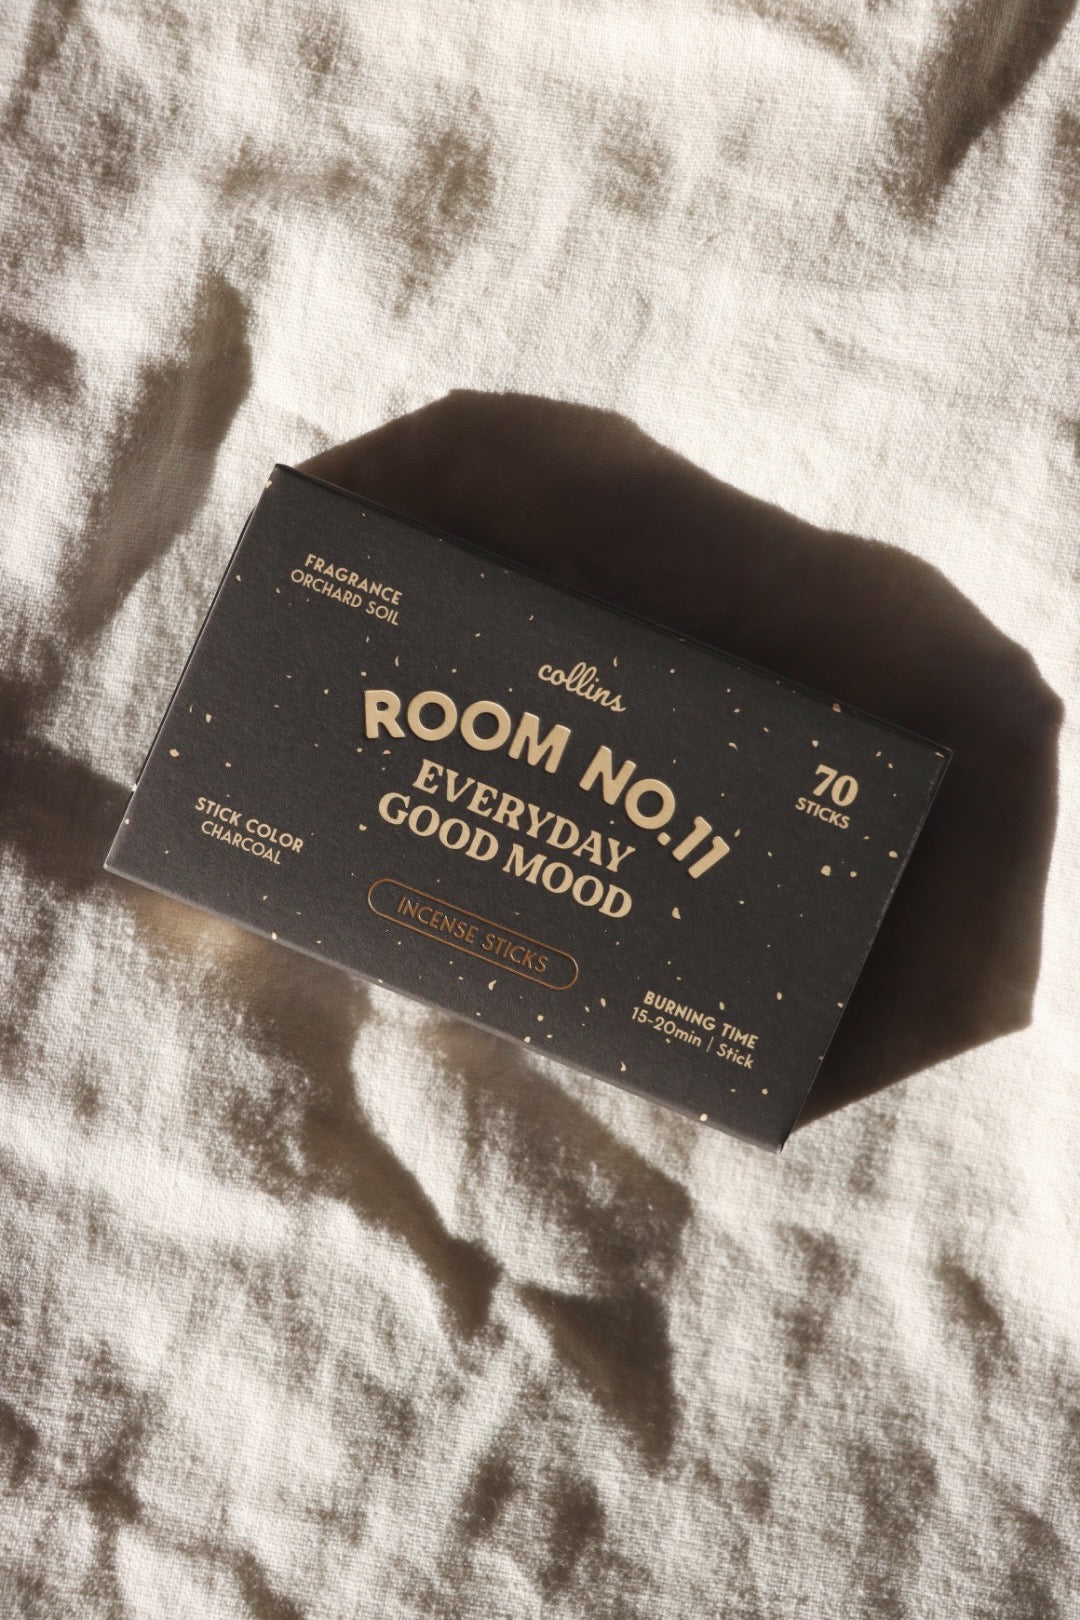 FRAGRANCE
ORCHARD SOIL
collins
ROOM NO.11
EVERYDAY
GOOD MOOD
INCENSE STICKS
70
STICKS
STICK COLOR
CHARCOAL
BURNING TIME
15-20min | Stick